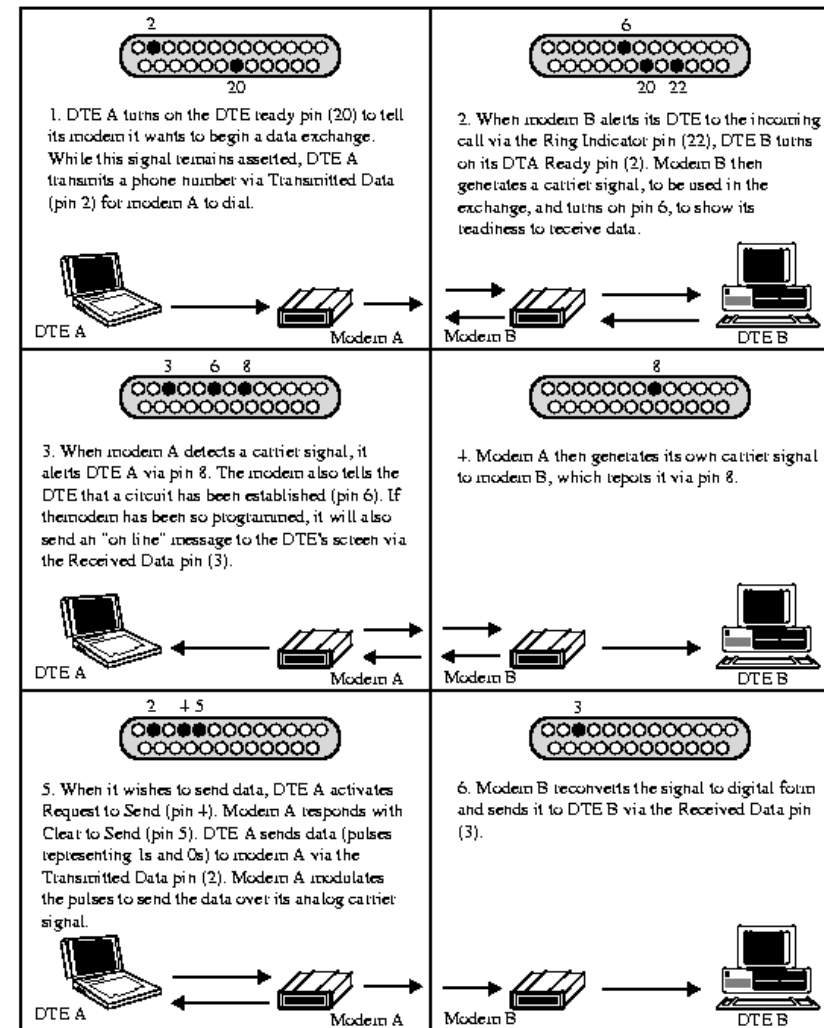 2
20
1. DTE A turns on the DTE ready pin (20) to tell
its modem it wants to begin a data exchange.
While this signal remains asserted, DTE A
transmits a phone number via Transmitted Data
(pin 2) for modem A to dial.
DTE A
Modem A
6
20 22
2. When modem B alerts its DTE to the incoming
call via the Ring Indicator pin (22), DTE B turns
on its DTA Ready pin (2). Modem B then
generates a carrier signal, to be used in the
exchange, and turns on pin 6, to show its
readiness to receive data.
Modem B
DTE B
3 6 8
3. When modem A detects a carrier signal, it
alerts DTE A via pin 8. The modem also tells the
DTE that a circuit has been established (pin 6). If
themodem has been so programmed, it will also
send an "on line" message to the DTE's screen via
the Received Data pin (3).
DTE A
Modem A
8
4. Modem A then generates its own carrier signal
to modem B, which repots it via pin 8.
Modem B
DTE B
2 4 5
5. When it wishes to send data, DTE A activates
Request to Send (pin 4). Modem A responds with
Clear to Send (pin 5). DTE A sends data (pulses
representing 1s and 0s) to modem A via the
Transmitted Data pin (2). Modem A modulates
the pulses to send the data over its analog carrier
signal.
DTE A
Modem A
3
6. Modem B reconverts the signal to digital form
and sends it to DTE B via the Received Data pin
(3).
Modem B
DTE B